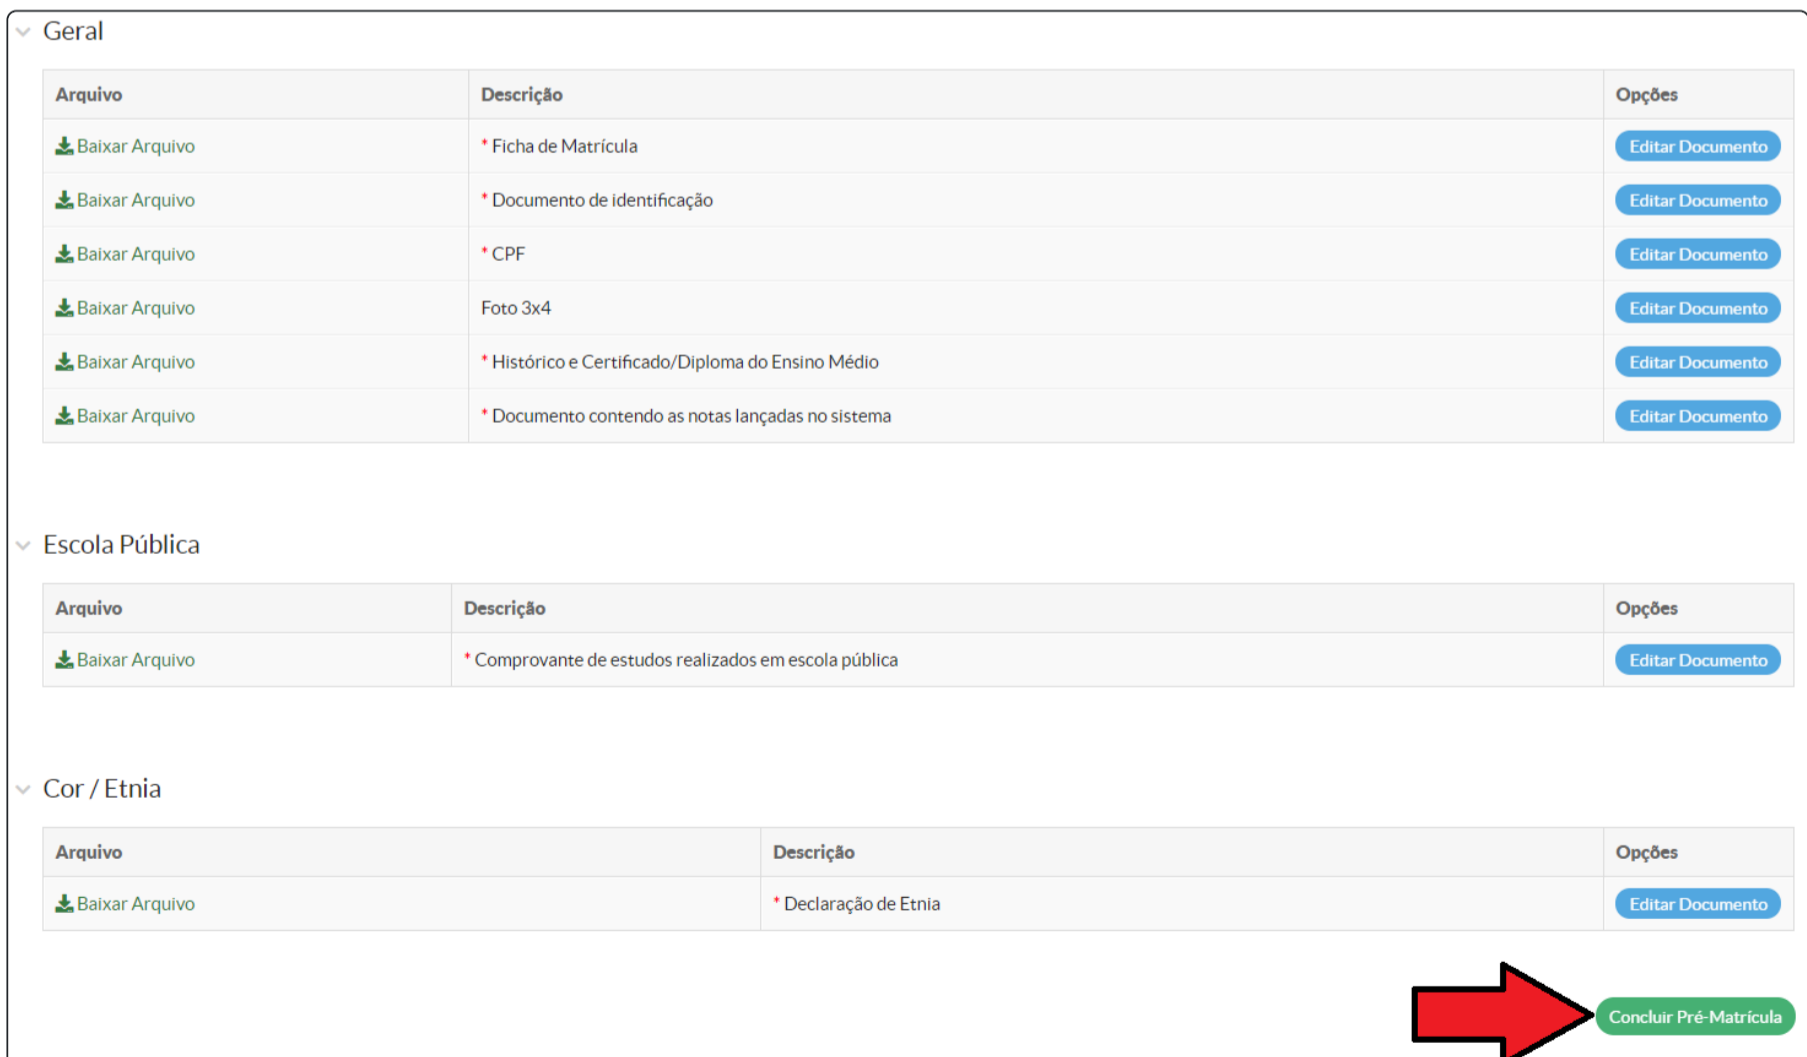 Geral
Arquivo Descrição Opções
Baixar Arquivo * Ficha de Matrícula Editar Documento
Baixar Arquivo * Documento de identificação Editar Documento
Baixar Arquivo * CPF Editar Documento
Baixar Arquivo Foto 3x4 Editar Documento
Baixar Arquivo * Histórico e Certificado/Diploma do Ensino Médio Editar Documento
Baixar Arquivo * Documento contendo as notas lançadas no sistema Editar Documento
Escola Pública
Arquivo Descrição Opções
Baixar Arquivo * Comprovante de estudos realizados em escola pública Editar Documento
Cor / Etnia
Arquivo Descrição Opções
Baixar Arquivo * Declaração de Etnia Editar Documento
Concluir Pré-Matrícula